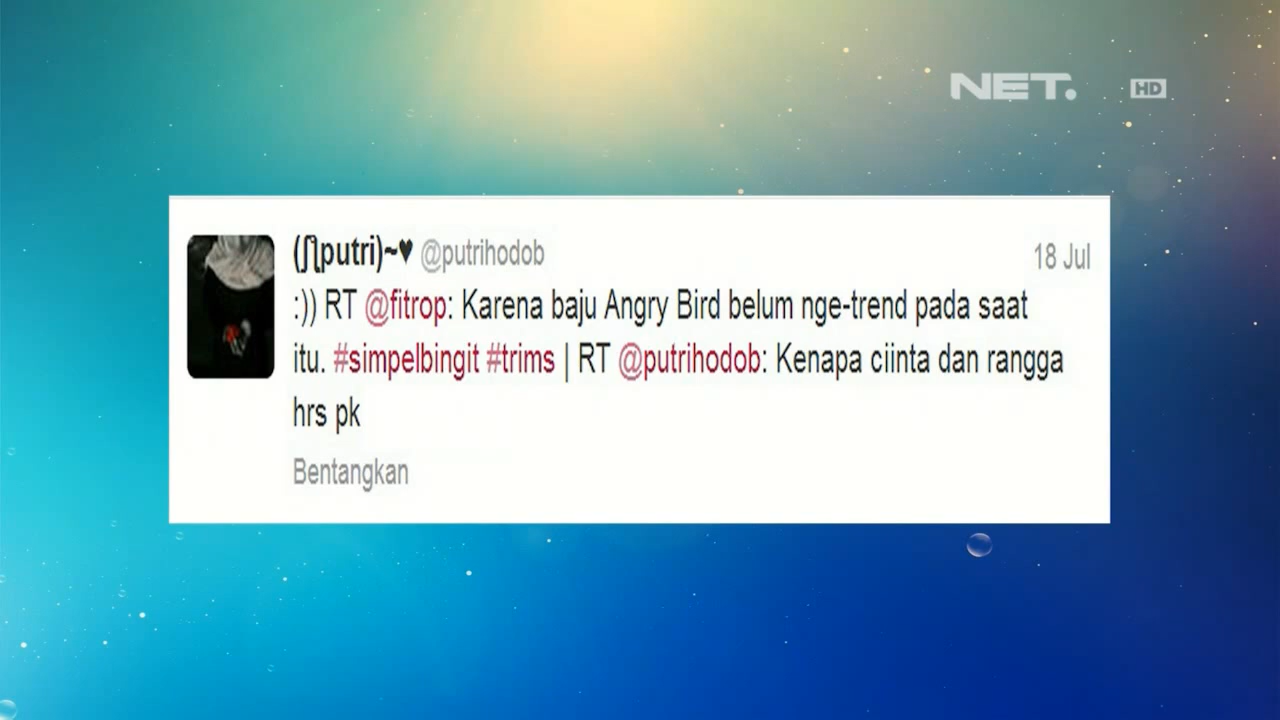 NET. HD
(ʃƪputri)~♥ @putrihodob 18 Jul
:)) RT @fitrop: Karena baju Angry Bird belum nge-trend pada saat
itu. #simpelbingit #trims | RT @putrihodob: Kenapa ciinta dan rangga
hrs pk
Bentangkan